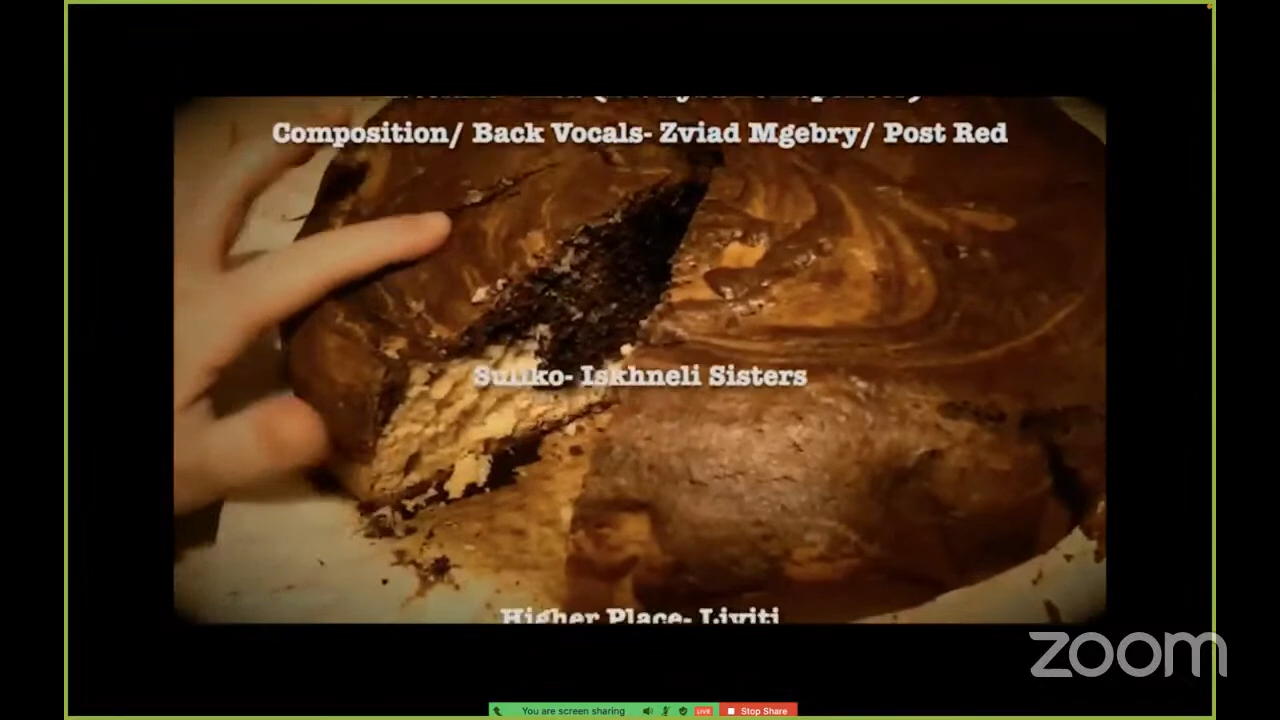 Composition/ Back Vocals- Zviad Mgebry/ Post Red
Suliko- Iskhneli Sisters
Higher Place- Liviti
zoom
You are screen sharing
LIVE
Stop Share